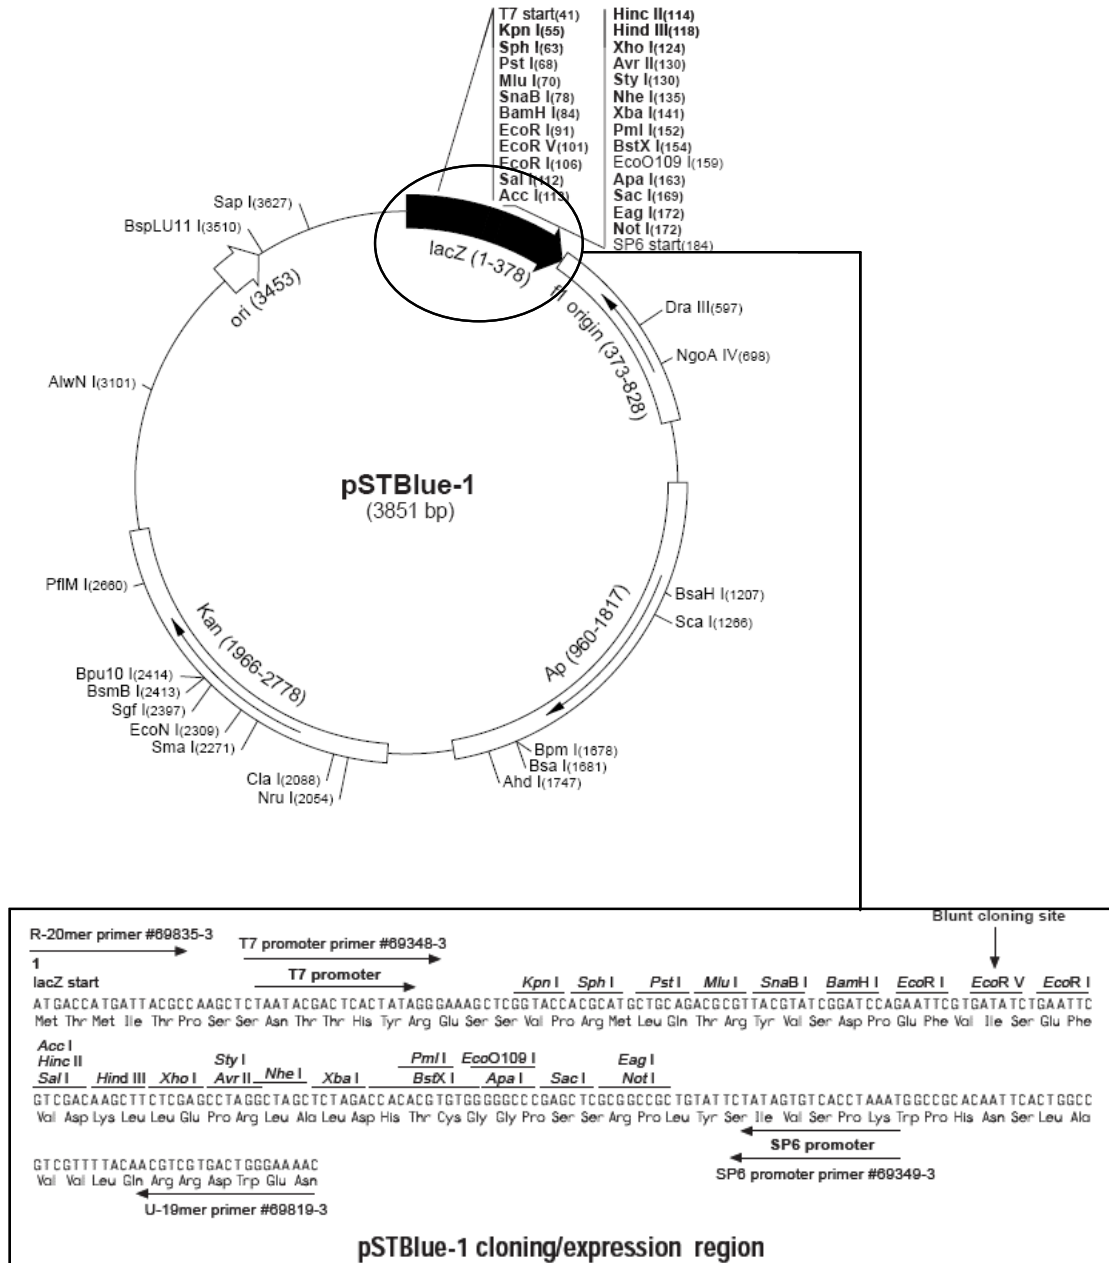 T7 start(41)
Kpn I(55)
Sph I(63)
Pst I(68)
Mlu I(70)
SnaB I(78)
BamH I(84)
EcoR I(91)
EcoR V(101)
EcoR I(106)
Sal I(112)
Acc I(113)
Hinc II(114)
Hind III(118)
Xho I(124)
Avr II(130)
Sty I(130)
Nhe I(135)
Xba I(141)
Pml I(152)
BstX I(154)
EcoO109 I(159)
Apa I(163)
Sac I(169)
Eag I(172)
Not I(172)
SP6 start(184)
Sap I(3627)
BspLU11 I(3510)
lacZ (1-378)
ori (3453)
f1 origin (373-828)
Dra III(597)
NgoA IV(698)
AlwN I(3101)
pSTBlue-1
(3851 bp)
PflM I(2660)
Kan (1966-2778)
Ap (960-1817)
BsaH I(1207)
Sca I(1266)
Bpu10 I(2414)
BsmB I(2413)
Sgf I(2397)
EcoN I(2309)
Sma I(2271)
Cla I(2088)
Nru I(2054)
Bpm I(1678)
Bsa I(1681)
Ahd I(1747)
Blunt cloning site
R-20mer primer #69835-3
T7 promoter primer #69348-3
1
T7 promoter
lacZ start
Kpn I Sph I Pst I Mlu I SnaB I BamH I EcoR I EcoR V EcoR I
ATGACCATGATTACGCCAAGCTCTAATACGACTCACTATAGGGAAAGCTCGGTACCACGCATGCTGCAGACGCGTTACGTATCGGATCCAGAATTCGTGATATCTGAATTC
Met Thr Met Ile Thr Pro Ser Ser Asn Thr Thr His Tyr Arg Glu Ser Ser Val Pro Arg Met Leu Gln Thr Arg Tyr Val Ser Asp Pro Glu Phe Val Ile Ser Glu Phe
Acc I
Hinc II Sty I Pml I EcoO109 I Eag I
Sal I Hind III Xho I Avr II Nhe I Xba I BstX I Apa I Sac I Not I
GTCGACAAGCTTCTCGAGCCTAGGCTAGCTCTAGACCACACGTGTGGGGGCCCGAGCTCGCGGCCGCTGTATTCTATAGTGTCACCTAAATGGCCGCACAATTCACTGGCC
Val Asp Lys Leu Leu Glu Pro Arg Leu Ala Leu Asp His Thr Cys Gly Gly Pro Ser Ser Arg Pro Leu Tyr Ser Ile Val Ser Pro Lys Trp Pro His Asn Ser Leu Ala
SP6 promoter
SP6 promoter primer #69349-3
GTCGTTTTACAACGTCGTGACTGGGAAAAC
Val Val Leu Gln Arg Arg Asp Trp Glu Asn
U-19mer primer #69819-3
pSTBlue-1 cloning/expression region